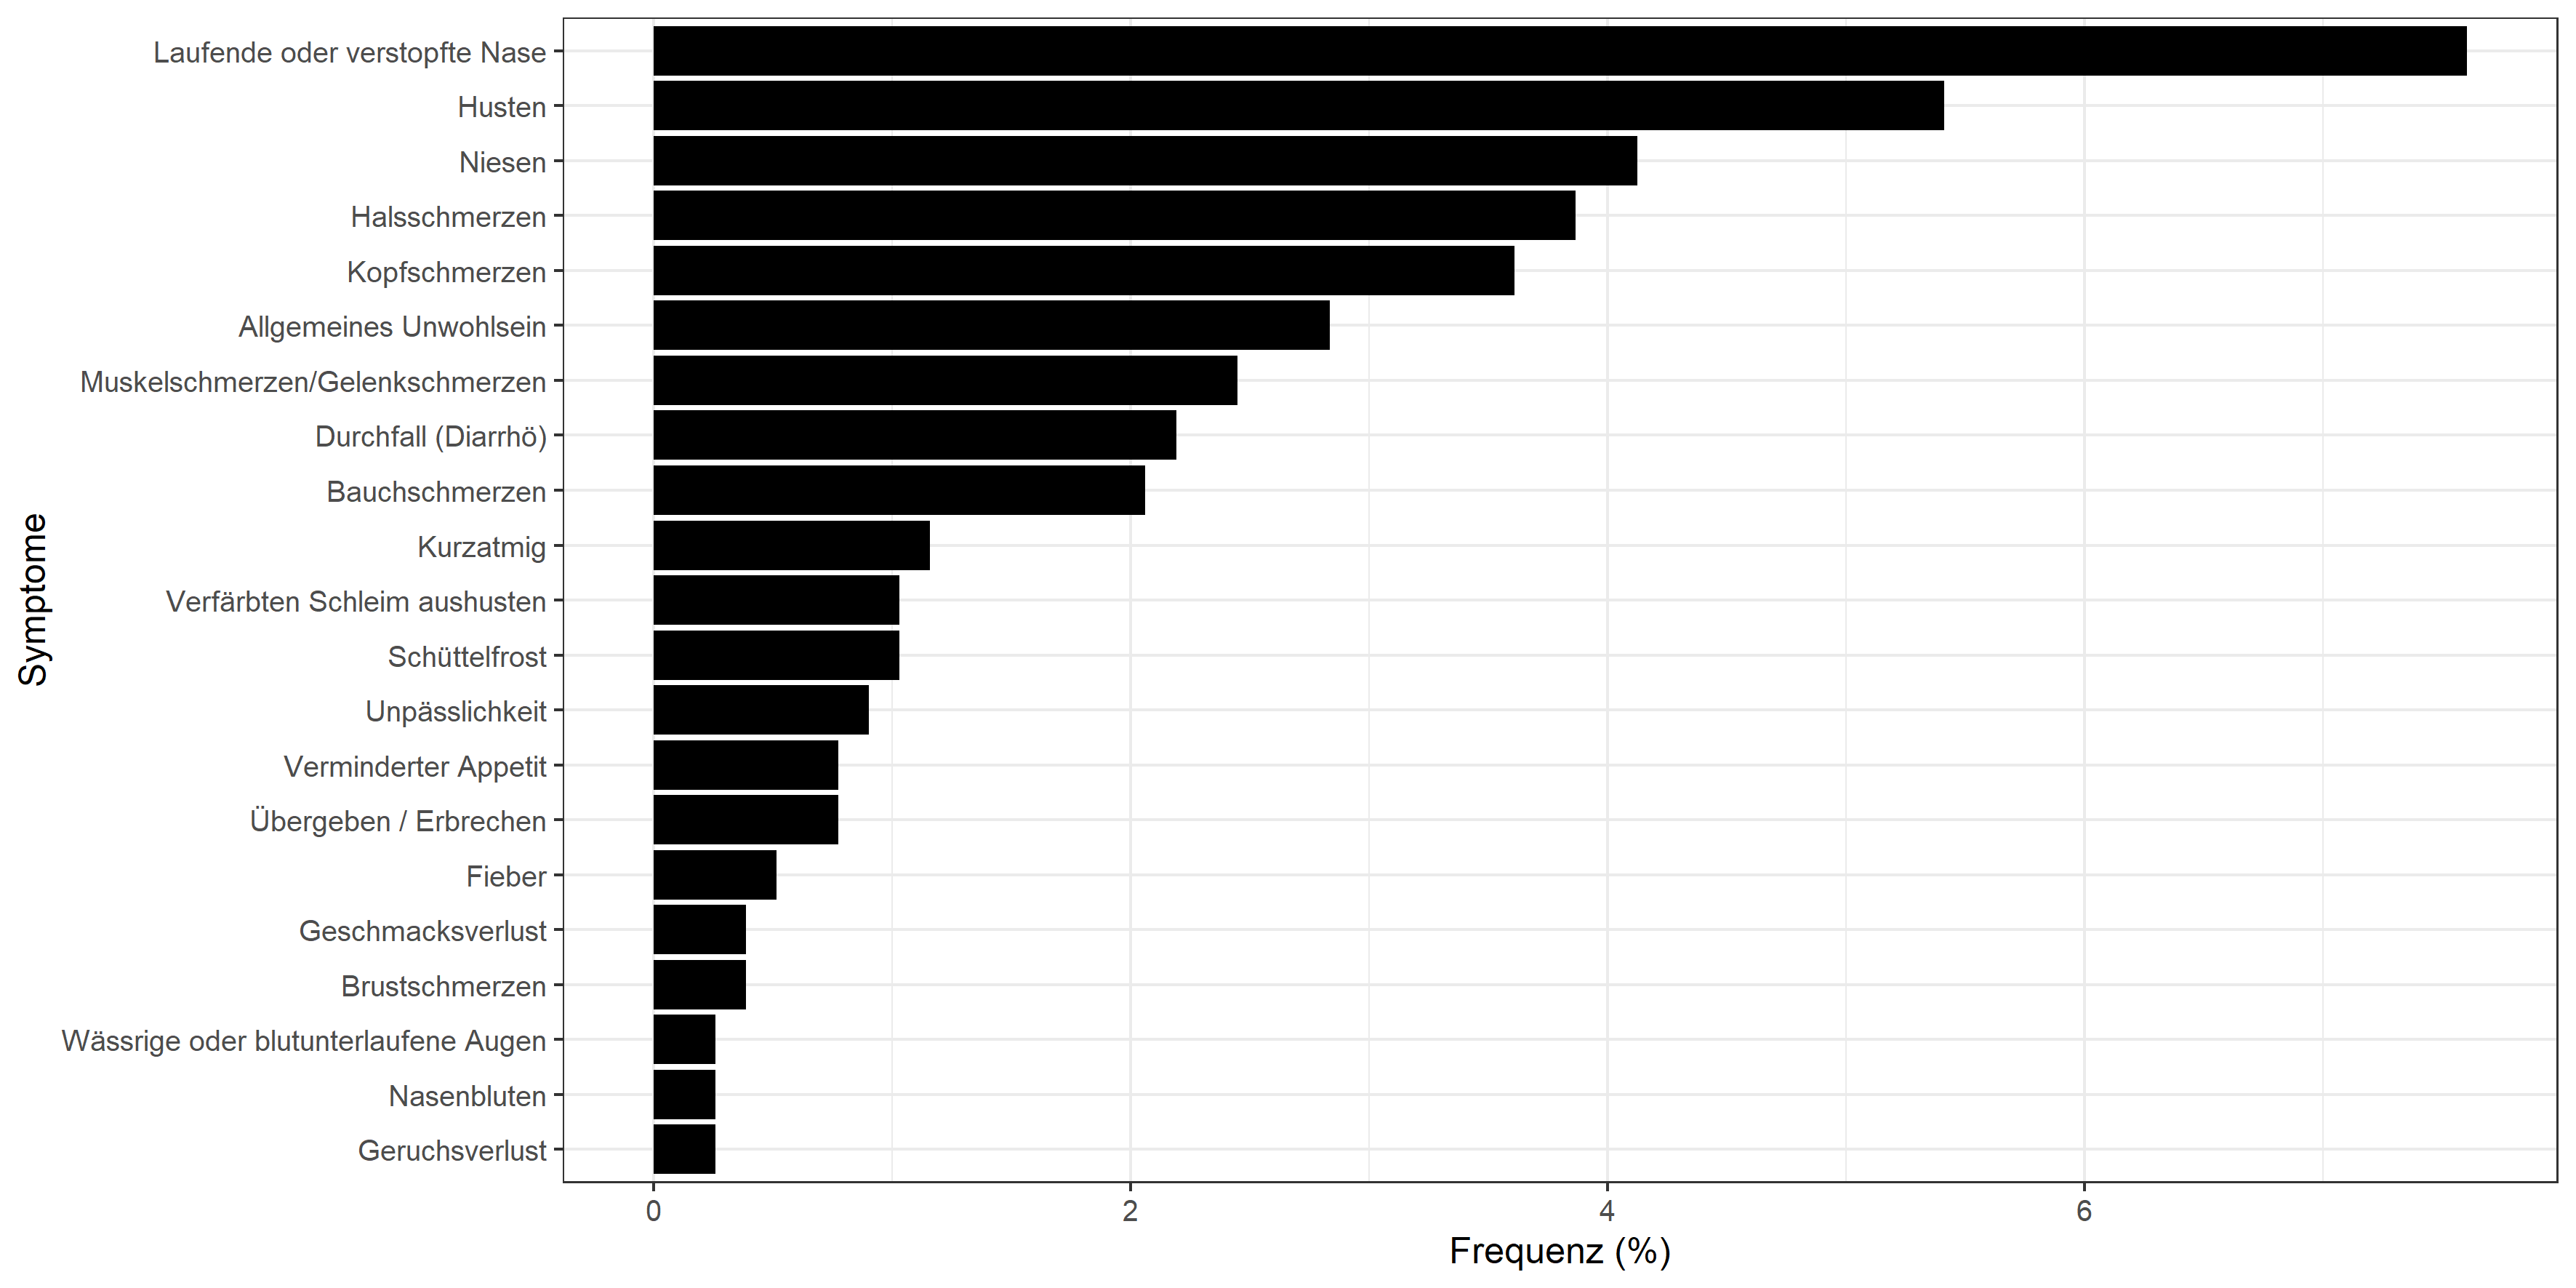 Laufende oder verstopfte Nase
Husten
Niesen
Halsschmerzen
Kopfschmerzen
Allgemeines Unwohlsein
Muskelschmerzen/Gelenkschmerzen
Durchfall (Diarrhö)
Bauchschmerzen
Kurzatmig
Verfärbten Schleim aushusten
Schüttelfrost
Unpässlichkeit
Verminderter Appetit
Übergeben / Erbrechen
Fieber
Geschmacksverlust
Brustschmerzen
Wässrige oder blutunterlaufene Augen
Nasenbluten
Geruchsverlust
Symptome
0 2 4 6
Frequenz (%)